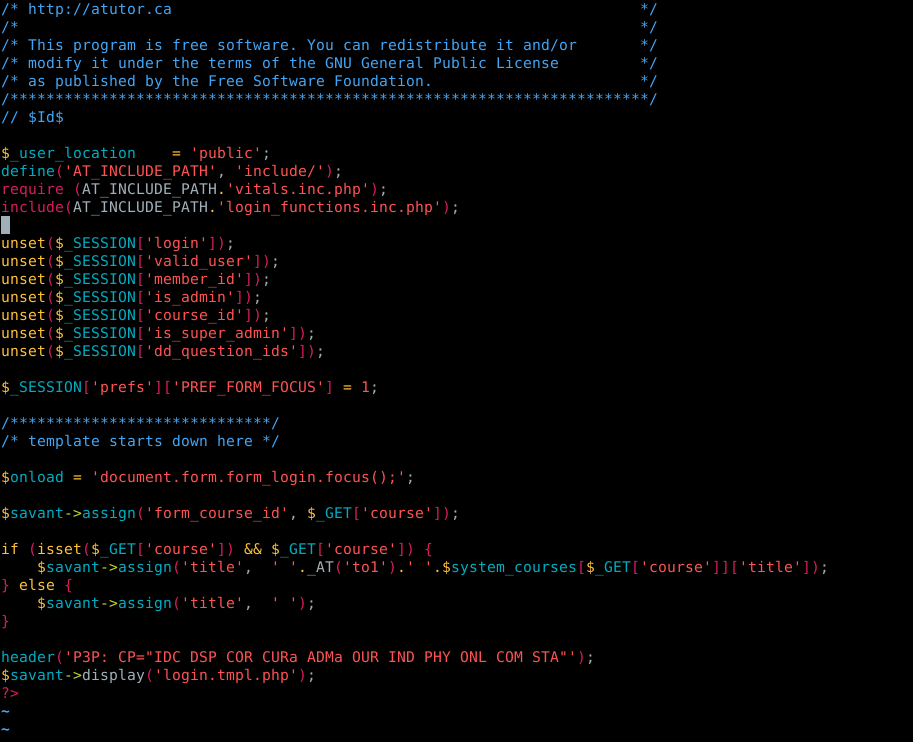 /* http://atutor.ca                                                    */
/*                                                                     */
/* This program is free software. You can redistribute it and/or       */
/* modify it under the terms of the GNU General Public License         */
/* as published by the Free Software Foundation.                       */
/***********************************************************************/
// $Id$

$_user_location    = 'public';
define('AT_INCLUDE_PATH', 'include/');
require (AT_INCLUDE_PATH.'vitals.inc.php');
include(AT_INCLUDE_PATH.'login_functions.inc.php');

unset($_SESSION['login']);
unset($_SESSION['valid_user']);
unset($_SESSION['member_id']);
unset($_SESSION['is_admin']);
unset($_SESSION['course_id']);
unset($_SESSION['is_super_admin']);
unset($_SESSION['dd_question_ids']);

$_SESSION['prefs']['PREF_FORM_FOCUS'] = 1;

/*****************************/
/* template starts down here */

$onload = 'document.form.form_login.focus();';

$savant->assign('form_course_id', $_GET['course']);

if (isset($_GET['course']) && $_GET['course']) {
    $savant->assign('title',  ' '._AT('to1').' '.$system_courses[$_GET['course']]['title']);
} else {
    $savant->assign('title',  ' ');
}

header('P3P: CP="IDC DSP COR CURa ADMa OUR IND PHY ONL COM STA"');
$savant->display('login.tmpl.php');
?>
~
~